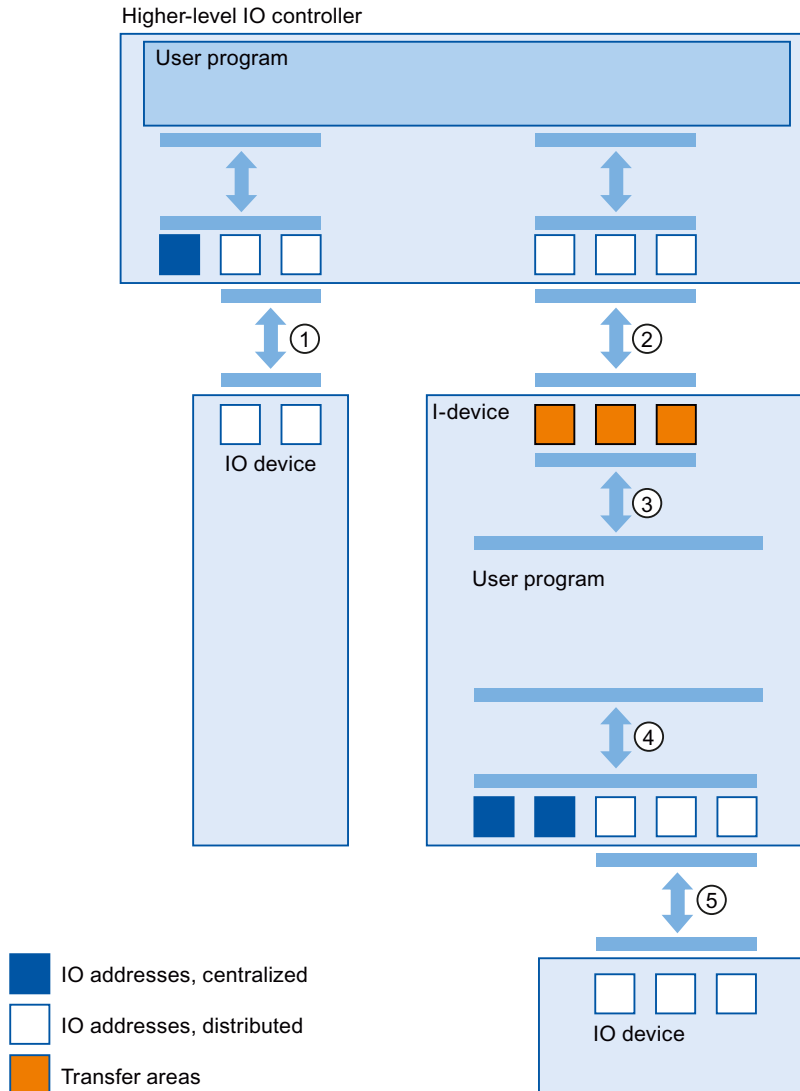 Higher-level IO controller
User program
1
2
I-device
IO device
3
User program
4
5
IO addresses, centralized
IO addresses, distributed
IO device
Transfer areas